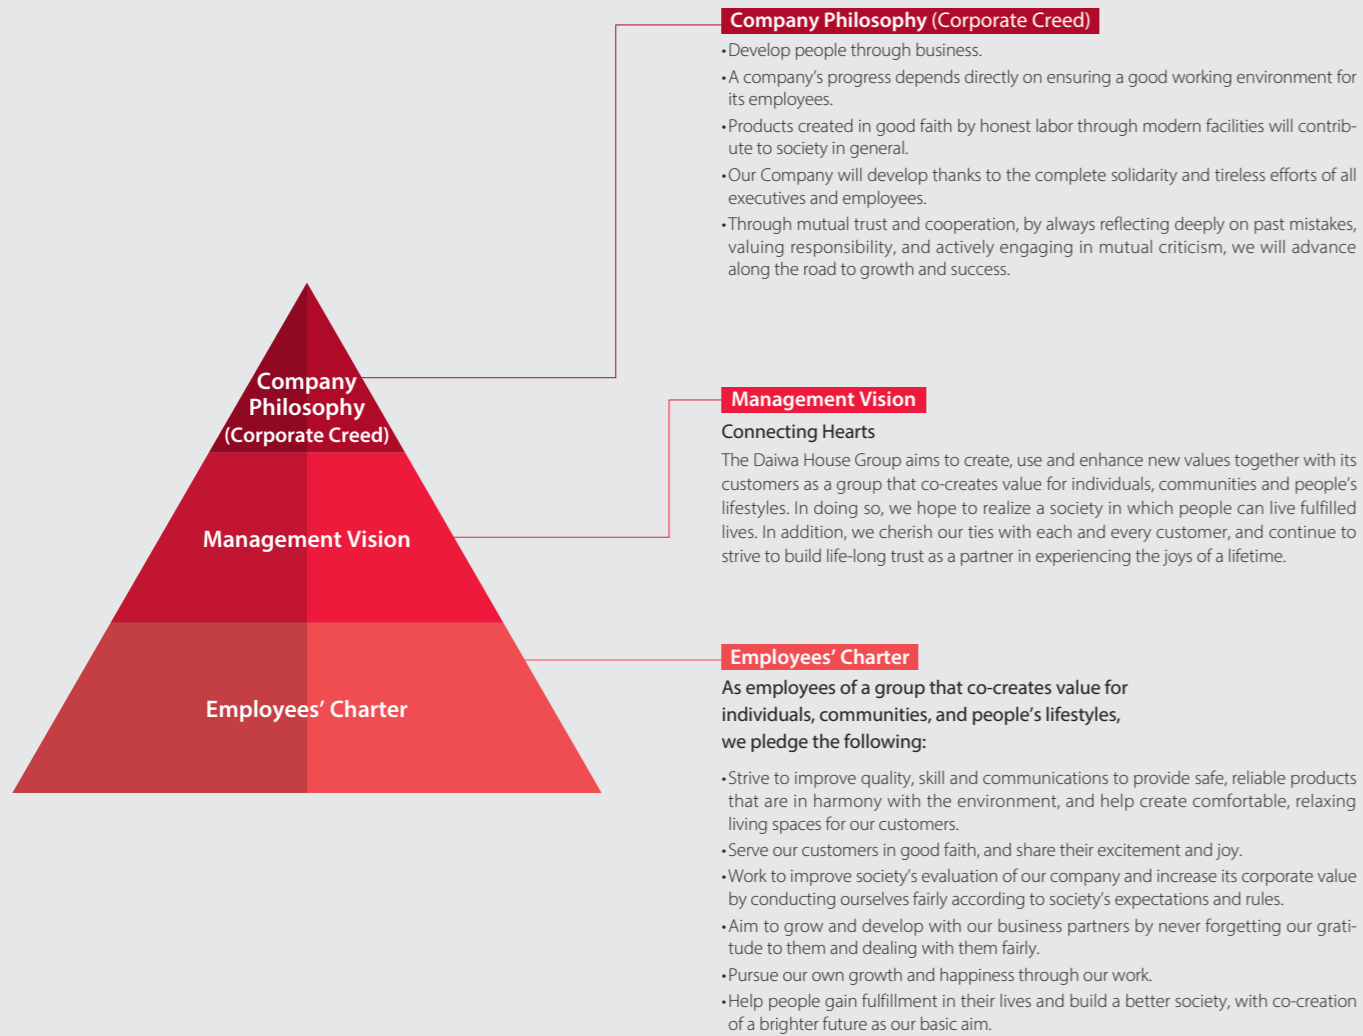 Company Philosophy (Corporate Creed)
•Develop people through business.
•A company’s progress depends directly on ensuring a good working environment for
its employees.
•Products created in good faith by honest labor through modern facilities will contrib-
ute to society in general.
•Our Company will develop thanks to the complete solidarity and tireless efforts of all
executives and employees.
•Through mutual trust and cooperation, by always reflecting deeply on past mistakes,
valuing responsibility, and actively engaging in mutual criticism, we will advance
along the road to growth and success.
Company
Philosophy
(Corporate Creed)
Management Vision
Employees’ Charter
Management Vision
Connecting Hearts
The Daiwa House Group aims to create, use and enhance new values together with its
customers as a group that co-creates value for individuals, communities and people’s
lifestyles. In doing so, we hope to realize a society in which people can live fulfilled
lives. In addition, we cherish our ties with each and every customer, and continue to
strive to build life-long trust as a partner in experiencing the joys of a lifetime.
Employees’ Charter
As employees of a group that co-creates value for
individuals, communities, and people’s lifestyles,
we pledge the following:
•Strive to improve quality, skill and communications to provide safe, reliable products
that are in harmony with the environment, and help create comfortable, relaxing
living spaces for our customers.
•Serve our customers in good faith, and share their excitement and joy.
•Work to improve society’s evaluation of our company and increase its corporate value
by conducting ourselves fairly according to society’s expectations and rules.
•Aim to grow and develop with our business partners by never forgetting our grati-
tude to them and dealing with them fairly.
•Pursue our own growth and happiness through our work.
•Help people gain fulfillment in their lives and build a better society, with co-creation
of a brighter future as our basic aim.